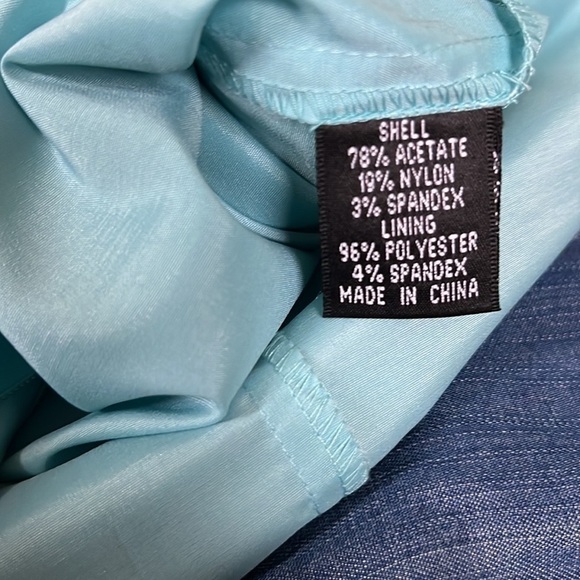 SHELL
78% ACETATE
19% NYLON
3% SPANDEX
LINING
96% POLYESTER
4% SPANDEX
MADE IN CHINA